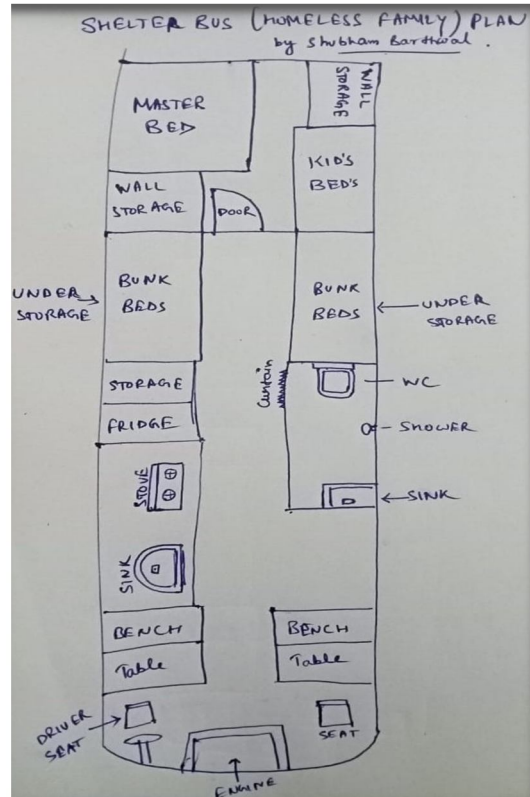 SHELTER BUS (HOMELESS FAMILY) PLAN
by Shubham Barthwal.
MASTER
BED
WALL
STORAGE
KID'S
BED'S
WALL
STORAGE
DOOR
BUNK
BEDS
BUNK
BEDS
UNDER
STORAGE
UNDER
STORAGE
STORAGE
FRIDGE
Curtain
WC
SHOWER
SINK
STOVE
SINK
BENCH
Table
BENCH
Table
DRIVER
SEAT
SEAT
ENGINE